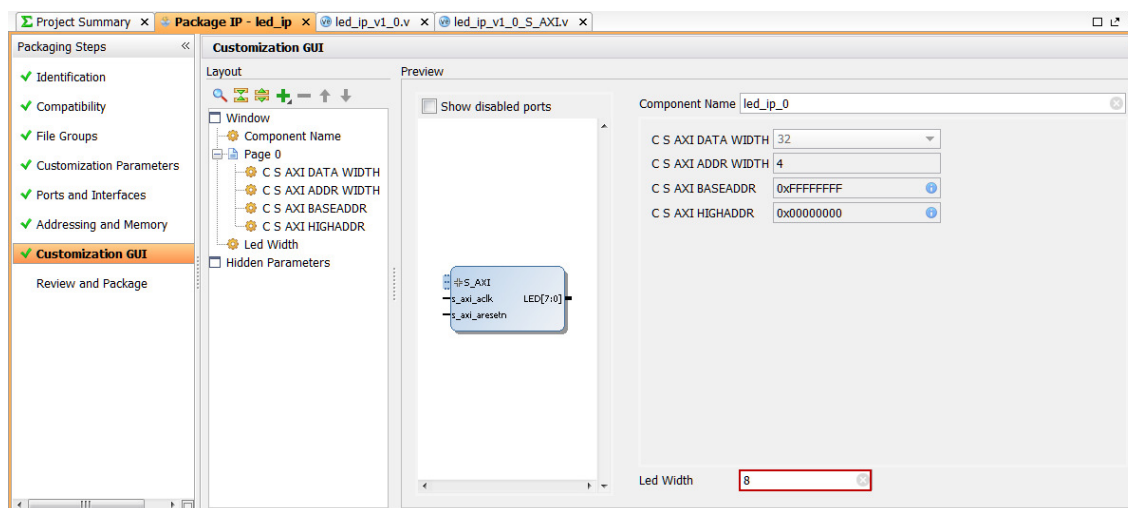 Σ Project Summary × Package IP - led_ip × led_ip_v1_0.v × led_ip_v1_0_S_AXI.v ×
Packaging Steps «
Customization GUI
Identification
Compatibility
File Groups
Customization Parameters
Ports and Interfaces
Addressing and Memory
Customization GUI
Review and Package
Layout
Window
Component Name
Page 0
C S AXI DATA WIDTH
C S AXI ADDR WIDTH
C S AXI BASEADDR
C S AXI HIGHADDR
Led Width
Hidden Parameters
Preview
Show disabled ports
S_AXI
s_axi_aclk LED[7:0]
s_axi_aresetn
Component Name led_ip_0
C S AXI DATA WIDTH 32
C S AXI ADDR WIDTH 4
C S AXI BASEADDR 0xFFFFFFFF
C S AXI HIGHADDR 0x00000000
Led Width 8